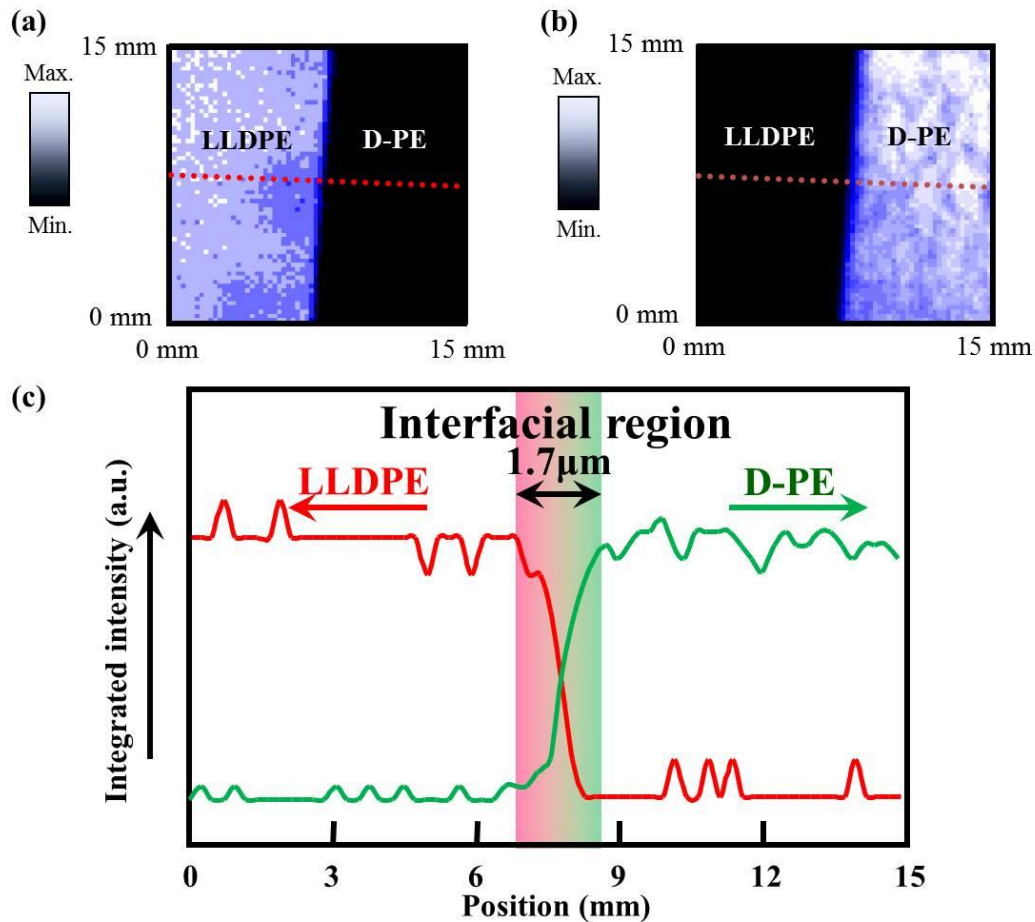 (a)
15 mm
Max.
Min.
LLDPE
D-PE
0 mm
0 mm
15 mm
(b)
15 mm
Max.
Min.
LLDPE
D-PE
0 mm
0 mm
15 mm
(c)
Interfacial region
1.7μm
LLDPE
D-PE
Integrated intensity (a.u.)
0
3
6
9
12
15
Position (mm)